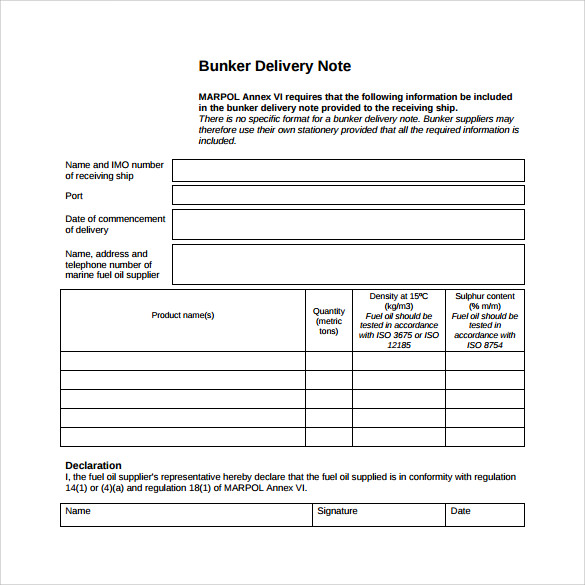 Bunker Delivery Note
MARPOL Annex VI requires that the following information be included
in the bunker delivery note provided to the receiving ship.
There is no specific format for a bunker delivery note. Bunker suppliers may
therefore use their own stationery provided that all the required information is
included.
Name and IMO number
of receiving ship
Port
Date of commencement
of delivery
Name, address and
telephone number of
marine fuel oil supplier
Product name(s)
Quantity
(metric
tons)
Density at 15ºC
(kg/m3)
Fuel oil should be
tested in accordance
with ISO 3675 or ISO
12185
Sulphur content
(% m/m)
Fuel oil should be
tested in
accordance with
ISO 8754
Declaration
I, the fuel oil supplier's representative hereby declare that the fuel oil supplied is in conformity with regulation
14(1) or (4)(a) and regulation 18(1) of MARPOL Annex VI.
Name
Signature
Date